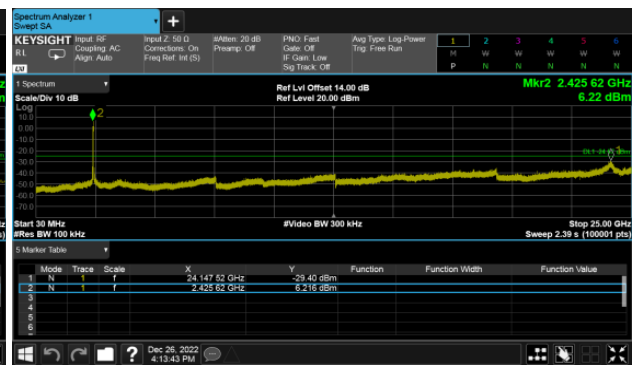 Spectrum Analyzer 1
Swept SA
+
KEYSIGHT Input: RF Input Z: 50 Ω #Atten: 20 dB PNO: Fast Avg Type: Log-Power 1 2 3 4 5 6
RL Coupling: AC Corrections: On Preamp: Off Gate: Off Trig: Free Run M W W W W W
Align: Auto Freq Ref: Int (S) IF Gain: Low
LXI Sig Track: Off P N N N N N
1 Spectrum Ref Lvl Offset 14.00 dB Mkr2 2.425 62 GHz
Scale/Div 10 dB Ref Level 20.00 dBm 6.22 dBm
Log
10.0 2
0.00
-10.0
-20.0
-30.0 1
-40.0
-50.0
-60.0
-70.0
Start 30 MHz #Video BW 300 kHz Stop 25.00 GHz
#Res BW 100 kHz Sweep 2.39 s (100001 pts)
5 Marker Table
Mode Trace Scale X Y Function Function Width Function Value
1 N 1 f 24.147 52 GHz -29.40 dBm
2 N 1 f 2.425 62 GHz 6.216 dBm
3
4
5
6
? Dec 26, 2022
4:13:43 PM